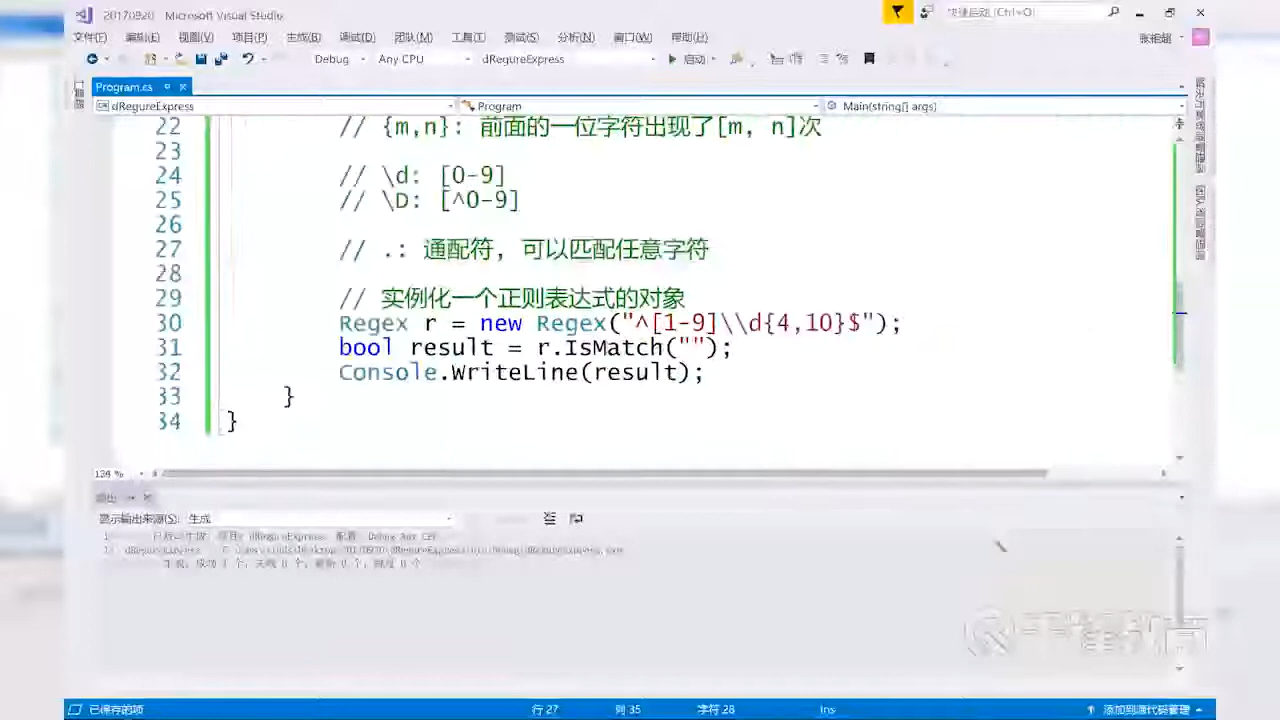 20170920 Microsoft Visual Studio
快速启动 (Ctrl+Q)
文件(F) 编辑(E) 视图(V) 项目(P) 生成(B) 调试(D) 团队(M) 工具(T) 测试(S) 分析(N) 窗口(W) 帮助(H)
Debug Any CPU dRegureExpress 启动
Program.cs
dRegureExpress Program Main(string[] args)
22 // {m,n}: 前面的一位字符出现了[m, n]次
23
24 // \d: [0-9]
25 // \D: [^0-9]
26
27 // .: 通配符, 可以匹配任意字符
28
29 // 实例化一个正则表达式的对象
30 Regex r = new Regex("^[1-9]\\d{4,10}$");
31 bool result = r.IsMatch("");
32 Console.WriteLine(result);
33 }
34 }
输出
显示输出来源(S): 生成
已保存的项 行 27 列 35 字符 28 Ins 添加到源代码管理